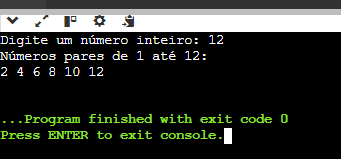 Digite um número inteiro: 12
Números pares de 1 até 12:
2 4 6 8 10 12
...Program finished with exit code 0
Press ENTER to exit console.